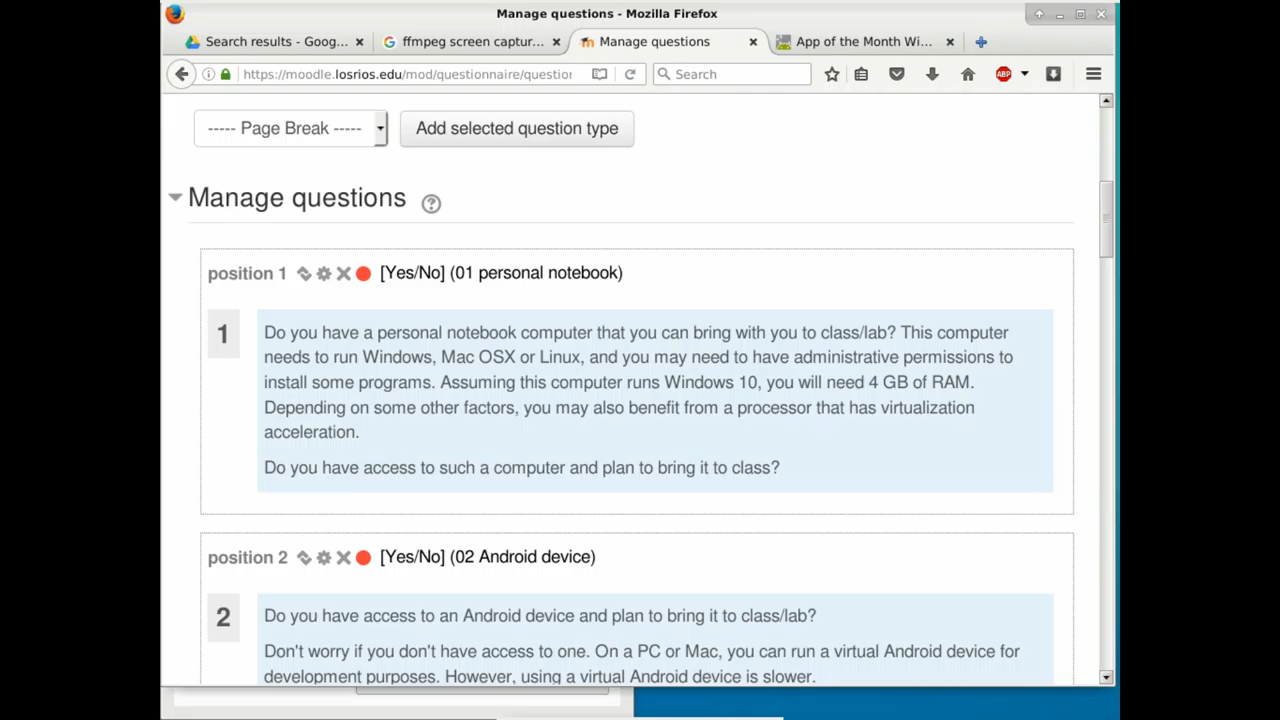 Manage questions - Mozilla Firefox
Search results - Goog...
ffmpeg screen captur...
Manage questions
App of the Month Wi...
https://moodle.losrios.edu/mod/questionnaire/question
Search
ABP
----- Page Break -----
Add selected question type
Manage questions
position 1 [Yes/No] (01 personal notebook)
1
Do you have a personal notebook computer that you can bring with you to class/lab? This computer
needs to run Windows, Mac OSX or Linux, and you may need to have administrative permissions to
install some programs. Assuming this computer runs Windows 10, you will need 4 GB of RAM.
Depending on some other factors, you may also benefit from a processor that has virtualization
acceleration.
Do you have access to such a computer and plan to bring it to class?
position 2 [Yes/No] (02 Android device)
2
Do you have access to an Android device and plan to bring it to class/lab?
Don't worry if you don't have access to one. On a PC or Mac, you can run a virtual Android device for
development purposes. However, using a virtual Android device is slower.